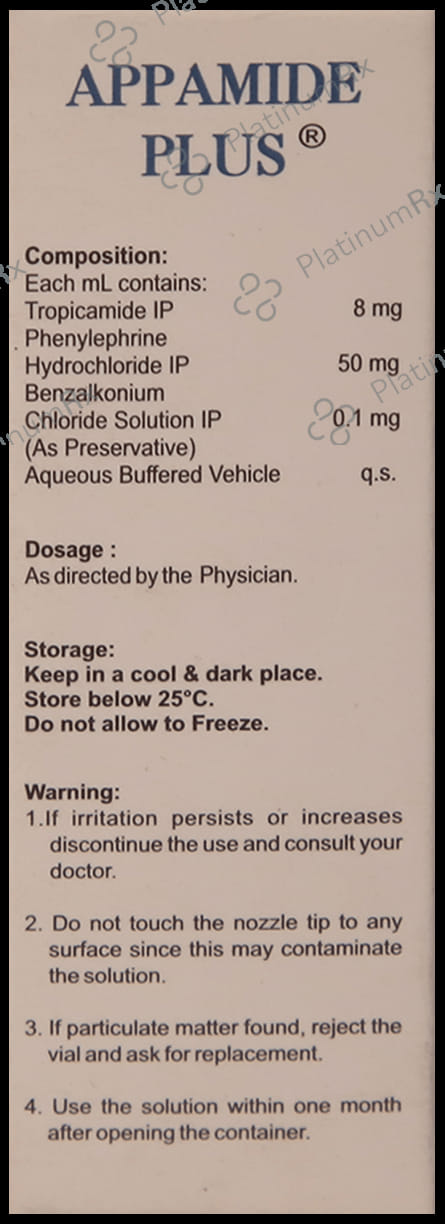 APPAMIDE
PLUS ®
Composition:
Each mL contains:
Tropicamide IP 8 mg
Phenylephrine
Hydrochloride IP 50 mg
Benzalkonium
Chloride Solution IP 0.1 mg
(As Preservative)
Aqueous Buffered Vehicle q.s.
Dosage :
As directed by the Physician.
Storage:
Keep in a cool & dark place.
Store below 25°C.
Do not allow to Freeze.
Warning:
1.If irritation persists or increases
discontinue the use and consult your
doctor.
2. Do not touch the nozzle tip to any
surface since this may contaminate
the solution.
3. If particulate matter found, reject the
vial and ask for replacement.
4. Use the solution within one month
after opening the container.
PlatinumRx
PlatinumRx